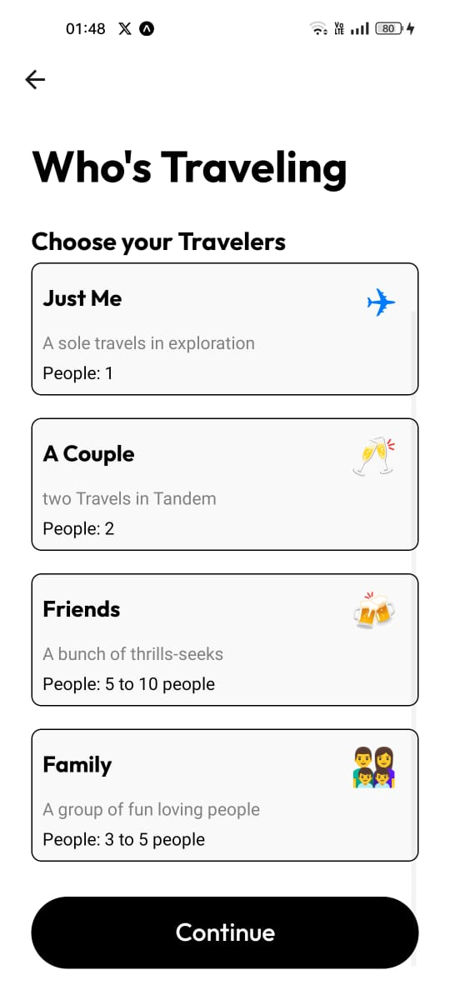 01:48
Vo
LTE
80
Who's Traveling
Choose your Travelers
Just Me
A sole travels in exploration
People: 1
A Couple
two Travels in Tandem
People: 2
Friends
A bunch of thrills-seeks
People: 5 to 10 people
Family
A group of fun loving people
People: 3 to 5 people
Continue